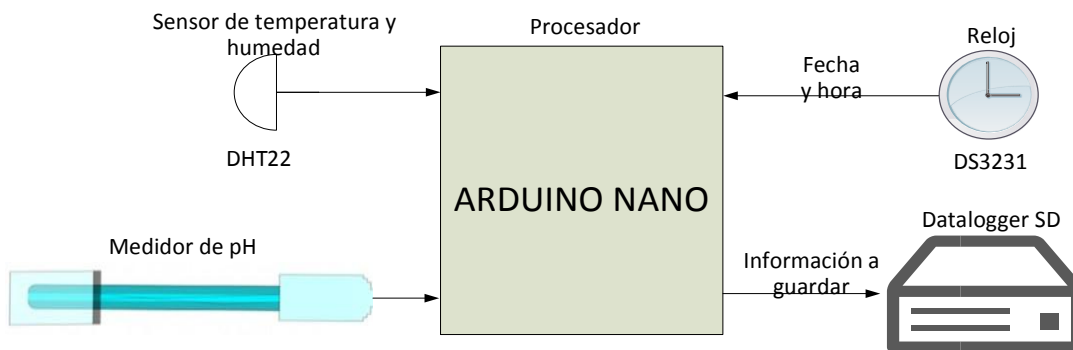 Sensor de temperatura y
humedad
DHT22
Procesador
ARDUINO NANO
Reloj
Fecha
y hora
DS3231
Medidor de pH
Datalogger SD
Información a
guardar